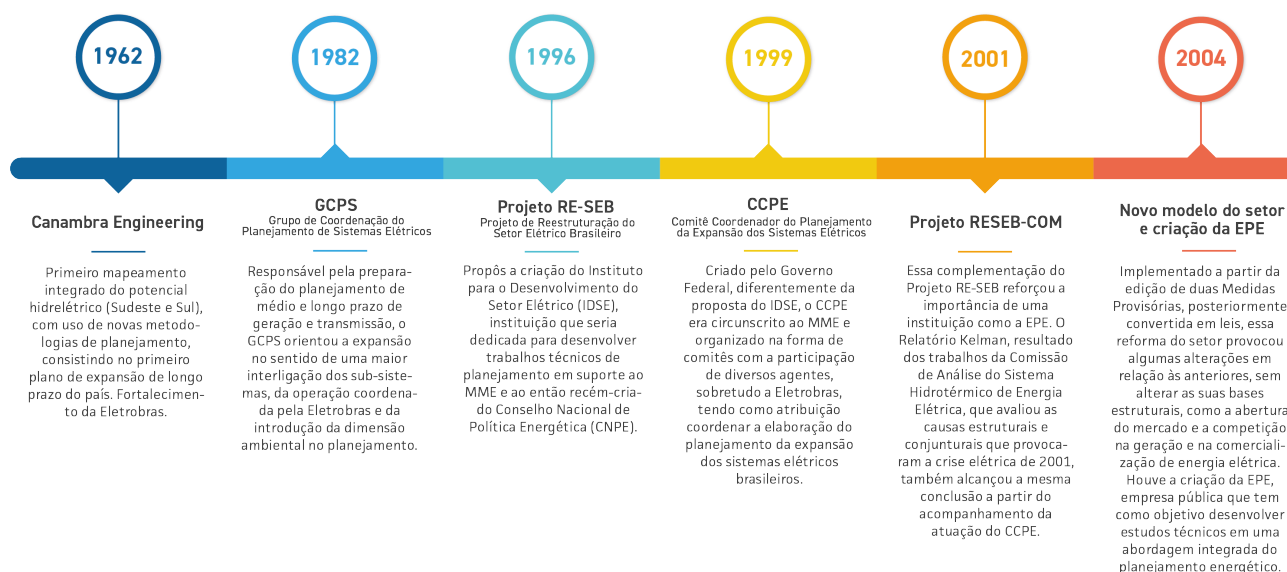 1962
Canambra Engineering
Primeiro mapeamento
integrado do potencial
hidrelétrico (Sudeste e Sul),
com uso de novas metodo-
logias de planejamento,
consistindo no primeiro
plano de expansão de longo
prazo do país. Fortalecimen-
to da Eletrobras.
1982
GCPS
Grupo de Coordenação do
Planejamento de Sistemas Elétricos
Responsável pela prepara-
ção do planejamento de
médio e longo prazo de
geração e transmissão, o
GCPS orientou a expansão
no sentido de uma maior
interligação dos sub-siste-
mas, da operação coordena-
da pela Eletrobras e da
introdução da dimensão
ambiental no planejamento.
1996
Projeto RE-SEB
Projeto de Reestruturação do
Setor Elétrico Brasileiro
Propôs a criação do Instituto
para o Desenvolvimento do
Setor Elétrico (IDSE),
instituição que seria
dedicada para desenvolver
trabalhos técnicos de
planejamento em suporte ao
MME e ao então recém-cria-
do Conselho Nacional de
Política Energética (CNPE).
1999
CCPE
Comitê Coordenador do Planejamento
da Expansão dos Sistemas Elétricos
Criado pelo Governo
Federal, diferentemente da
proposta do IDSE, o CCPE
era circunscrito ao MME e
organizado na forma de
comitês com a participação
de diversos agentes,
sobretudo a Eletrobras,
tendo como atribuição
coordenar a elaboração do
planejamento da expansão
dos sistemas elétricos
brasileiros.
2001
Projeto RESEB-COM
Essa complementação do
Projeto RE-SEB reforçou a
importância de uma
instituição como a EPE. O
Relatório Kelman, resultado
dos trabalhos da Comissão
de Análise do Sistema
Hidrotérmico de Energia
Elétrica, que avaliou as
causas estruturais e
conjunturais que provoca-
ram a crise elétrica de 2001,
também alcançou a mesma
conclusão a partir do
acompanhamento da
atuação do CCPE.
2004
Novo modelo do setor
e criação da EPE
Implementado a partir da
edição de duas Medidas
Provisórias, posteriormente
convertida em leis, essa
reforma do setor provocou
algumas alterações em
relação às anteriores, sem
alterar as suas bases
estruturais, como a abertura
do mercado e a competição
na geração e na comerciali-
zação de energia elétrica.
Houve a criação da EPE,
empresa pública que tem
como objetivo desenvolver
estudos técnicos em uma
abordagem integrada do
planejamento energético.